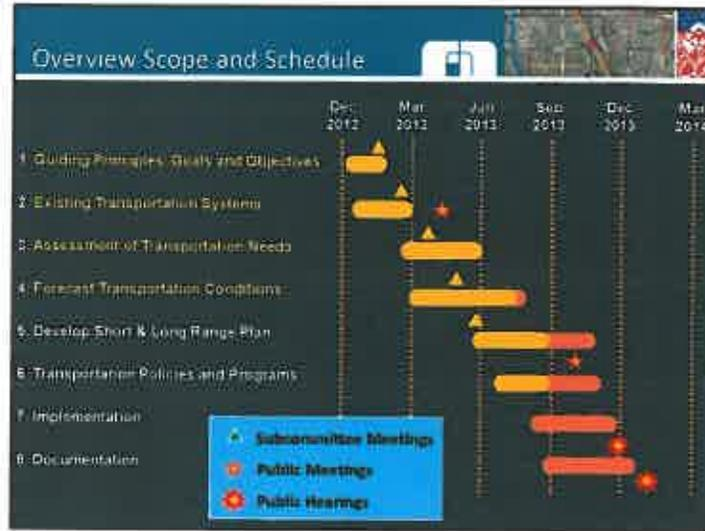 Overview Scope and Schedule
Dec Mar Jun Sep Dec Mar
2012 2013 2013 2013 2013 2014
1 Guiding Principles, Goals and Objectives
2 Existing Transportation Systems
3 Assessment of Transportation Needs
4 Forecast Transportation Conditions
5 Develop Short & Long Range Plan
6 Transportation Policies and Programs
7 Implementation
8 Documentation
Subcommittee Meetings
Public Meetings
Public Hearings